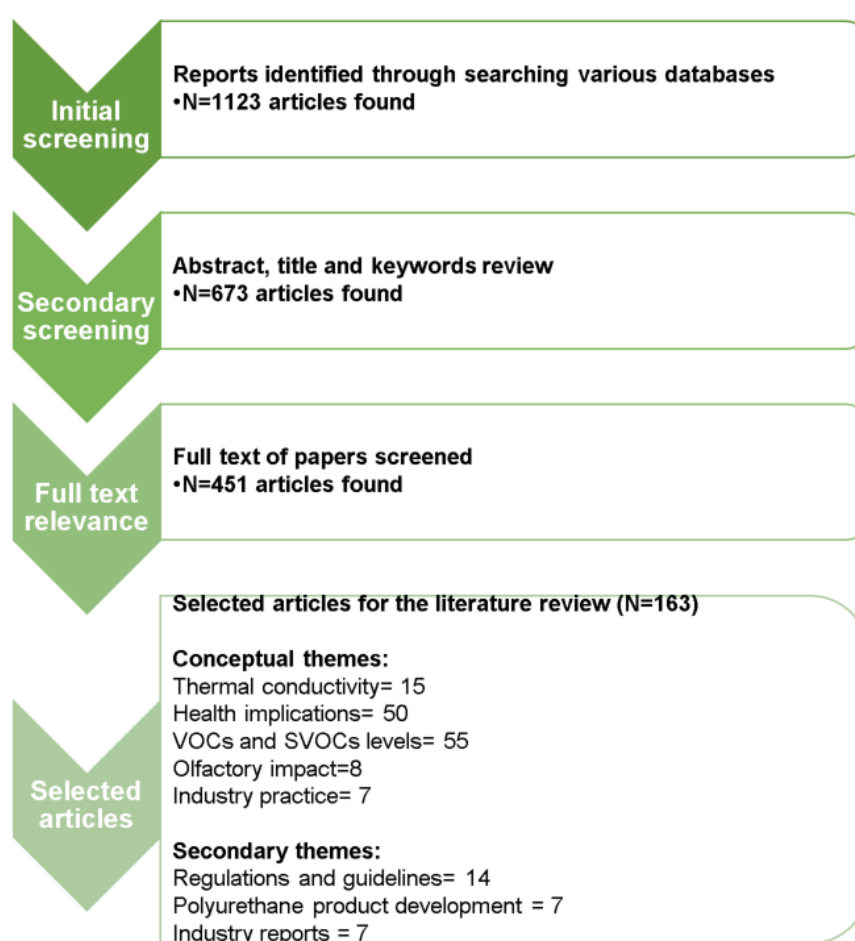 Initial
screening
Reports identified through searching various databases
•N=1123 articles found
Secondary
screening
Abstract, title and keywords review
•N=673 articles found
Full text
relevance
Full text of papers screened
•N=451 articles found
Selected
articles
Selected articles for the literature review (N=163)
Conceptual themes:
Thermal conductivity= 15
Health implications= 50
VOCs and SVOCs levels= 55
Olfactory impact=8
Industry practice= 7
Secondary themes:
Regulations and guidelines= 14
Polyurethane product development = 7
Industry reports = 7